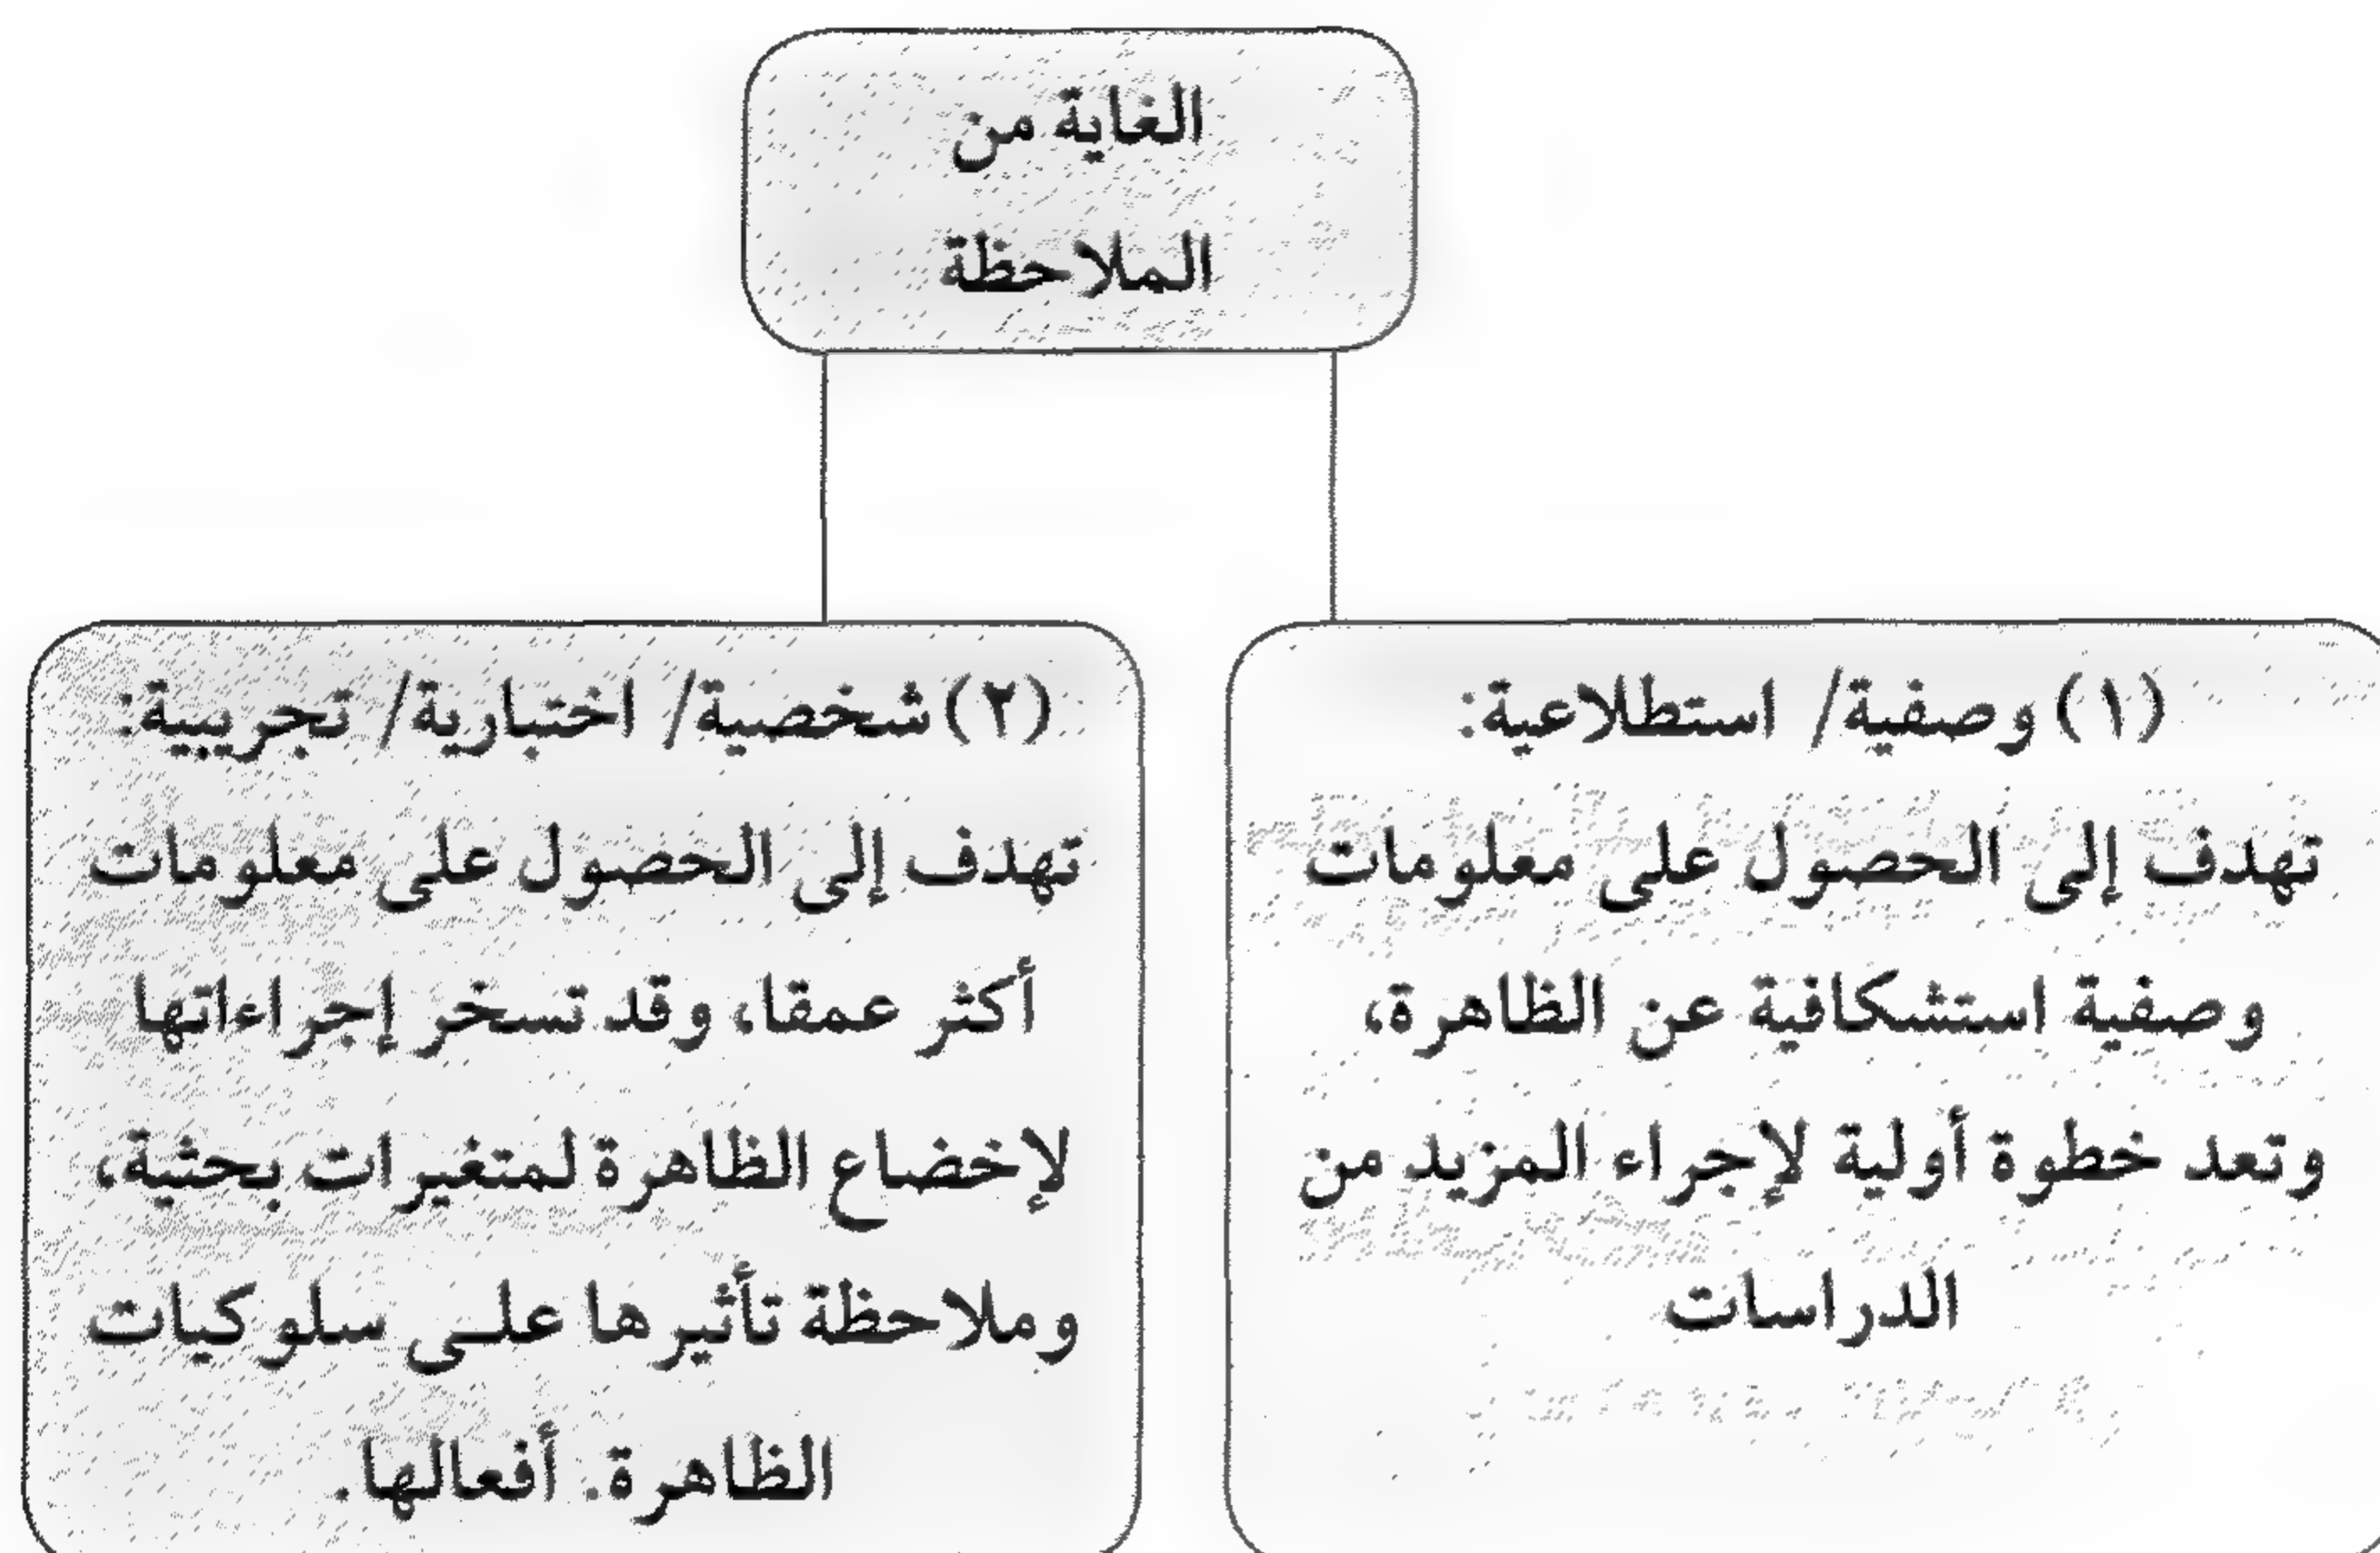 الغاية من
الملاحظة
(١) وصفية/ استطلاعية:
تهدف إلى الحصول على معلومات
وصفية استشكافية عن الظاهرة،
وتعد خطوة أولية لإجراء المزيد من
الدراسات
(٢) شخصية/ اختبارية/ تجريبية:
تهدف إلى الحصول على معلومات
أكثر عمقا، وقد تسخر إجراءاتها
لإخضاع الظاهرة لمتغيرات بحثية،
وملاحظة تأثيرها على سلوكيات
الظاهرة. أفعالها.